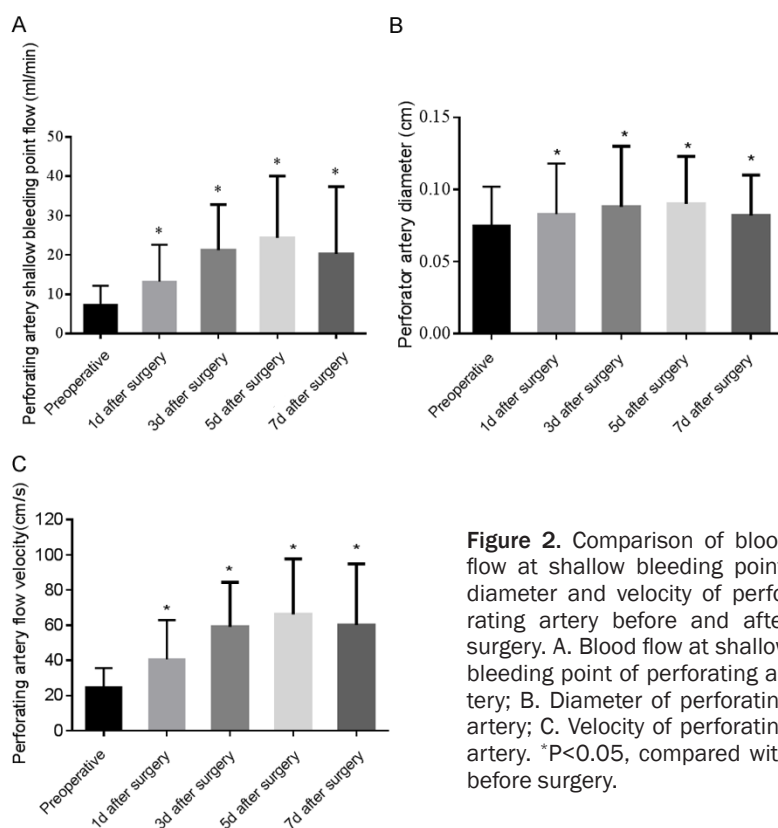 A
Perforating artery shallow bleeding point flow (ml/min)
50
40
30
20
10
0
*
*
*
*
Preoperative
1d after surgery
3d after surgery
5d after surgery
7d after surgery
B
Perforator artery diameter (cm)
0.15
0.10
0.05
0.00
*
*
*
*
Preoperative
1d after surgery
3d after surgery
5d after surgery
7d after surgery
C
Perforating artery flow velocity(cm/s)
120
100
80
60
40
20
0
*
*
*
*
Preoperative
1d after surgery
3d after surgery
5d after surgery
7d after surgery
Figure 2. Comparison of bloo
flow at shallow bleeding point
diameter and velocity of perfo
rating artery before and afte
surgery. A. Blood flow at shallow
bleeding point of perforating a
tery; B. Diameter of perforating
artery; C. Velocity of perforating
artery. *P<0.05, compared wit
before surgery.